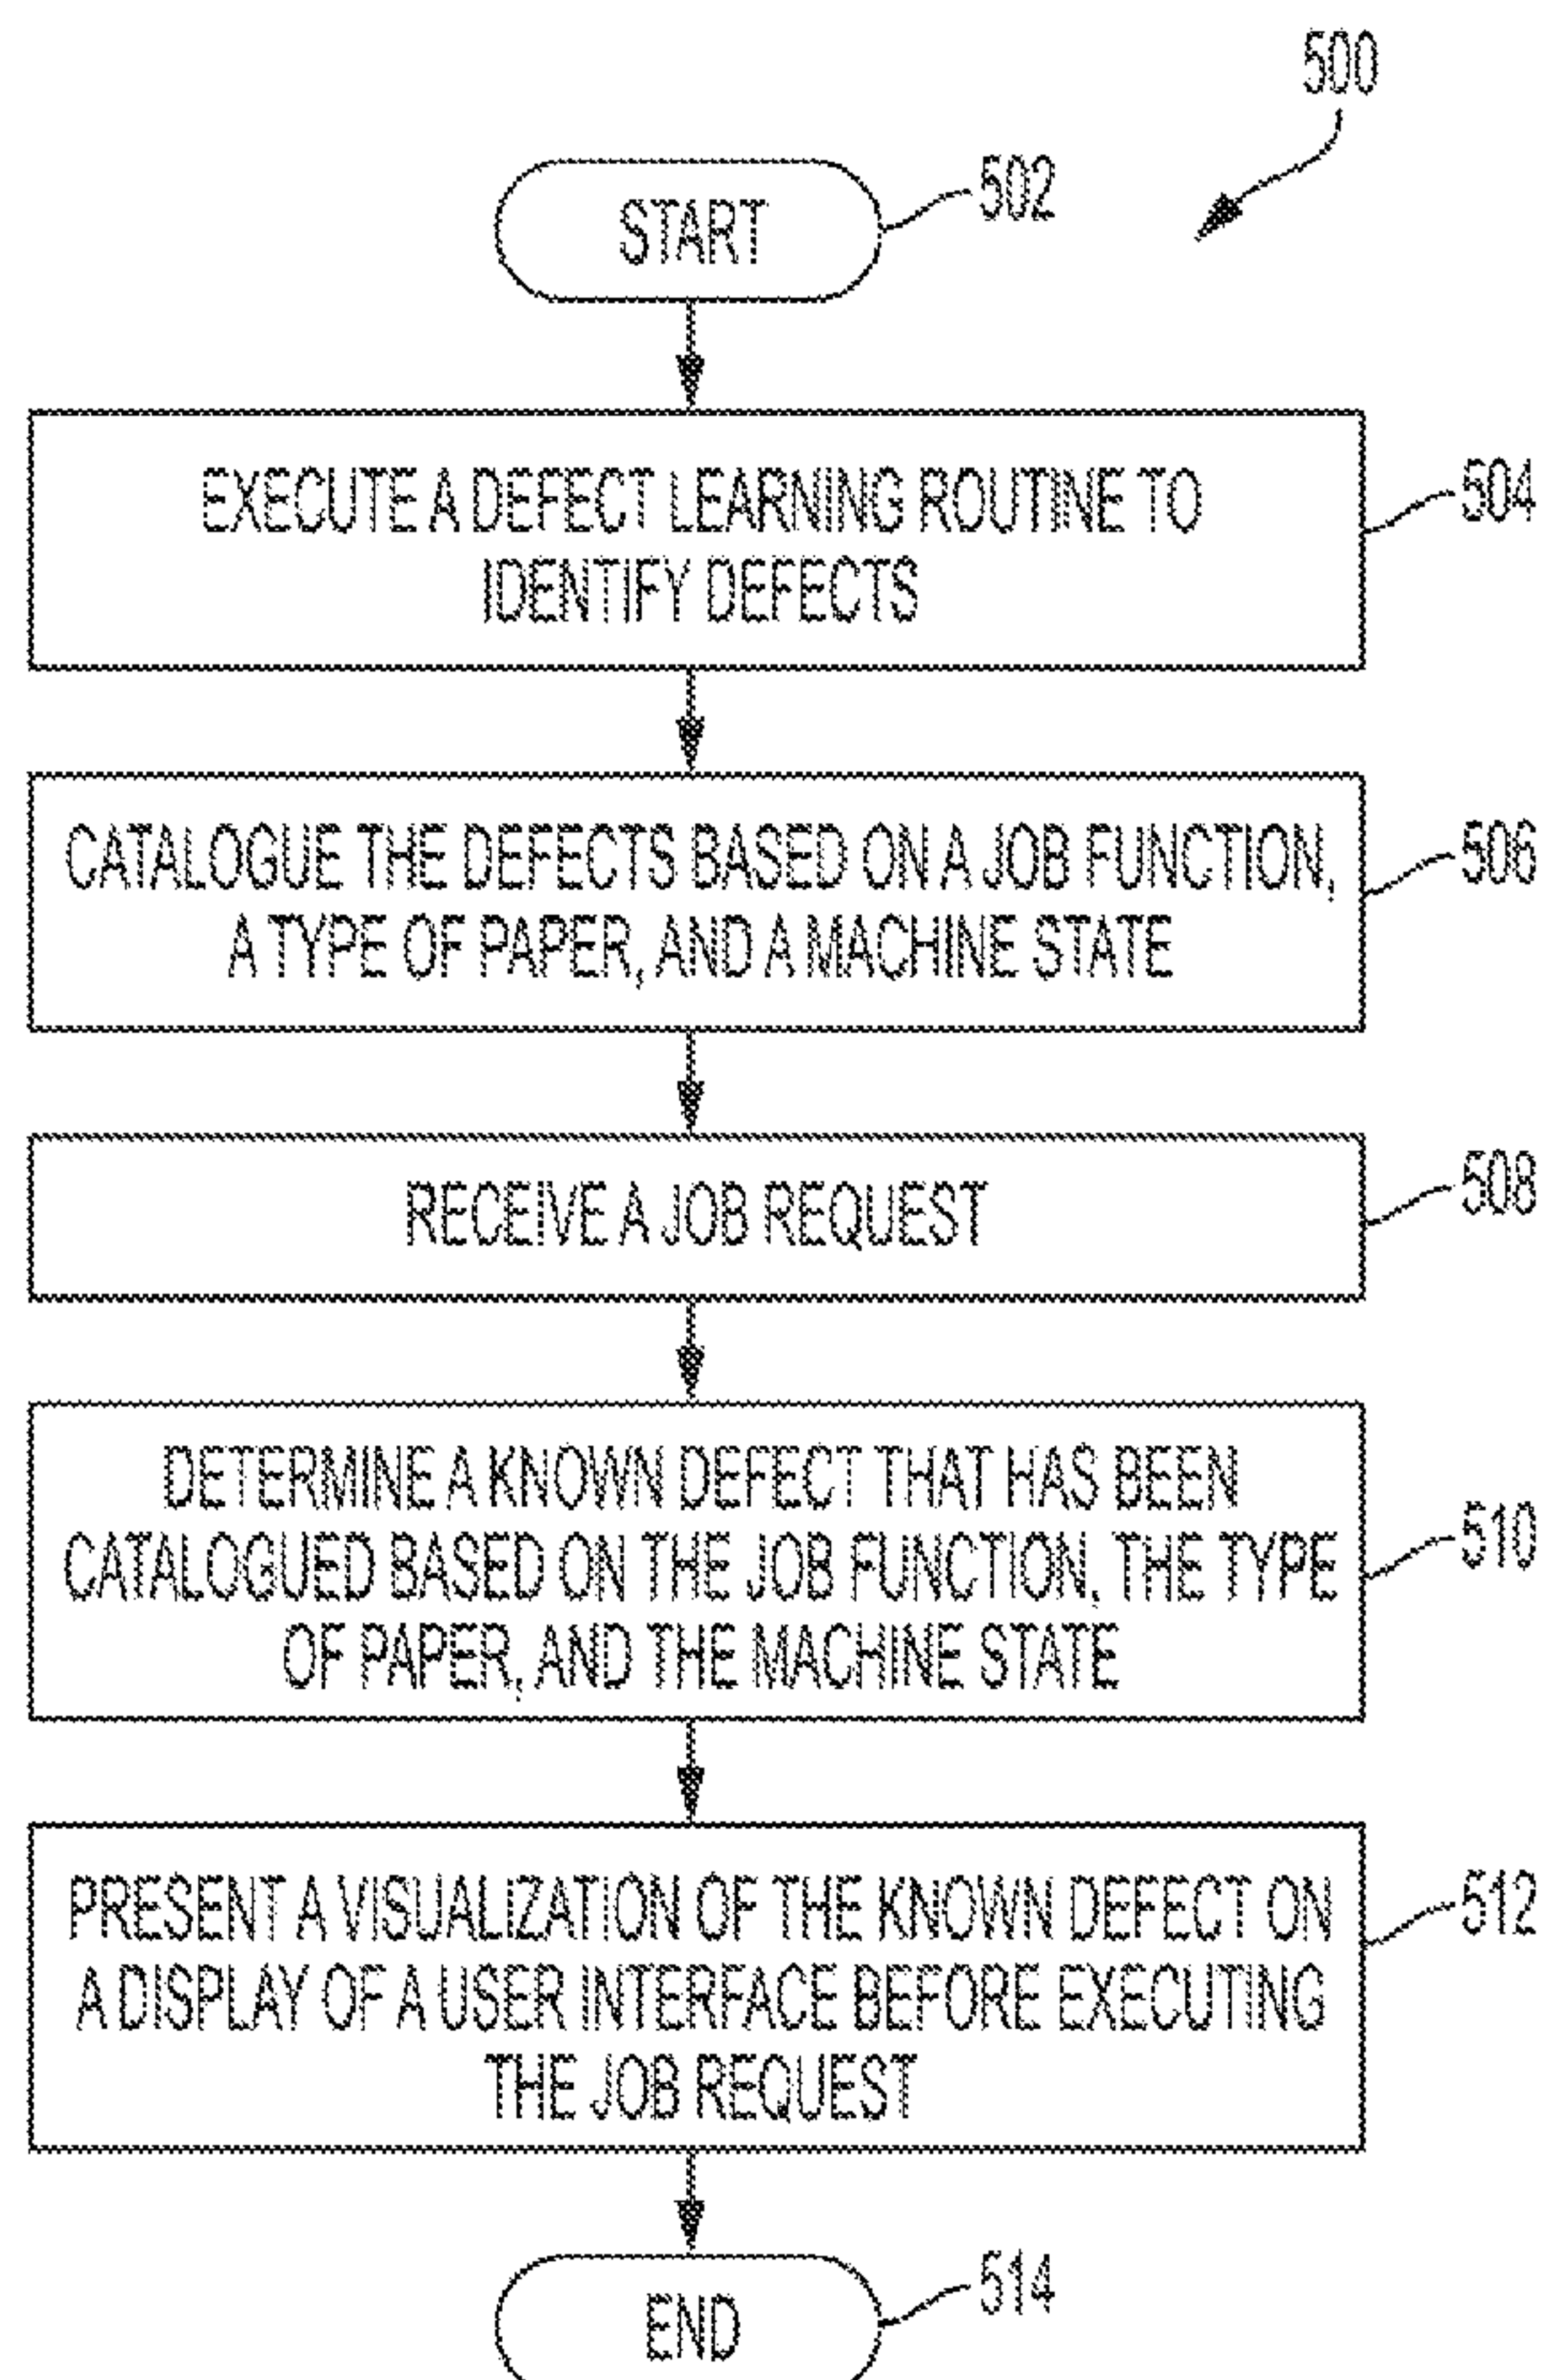 500
START
502
EXECUTE A DEFECT LEARNING ROUTINE TO
IDENTIFY DEFECTS
504
CATALOGUE THE DEFECTS BASED ON A JOB FUNCTION,
A TYPE OF PAPER, AND A MACHINE STATE
506
RECEIVE A JOB REQUEST
508
DETERMINE A KNOWN DEFECT THAT HAS BEEN
CATALOGUED BASED ON THE JOB FUNCTION, THE TYPE
OF PAPER, AND THE MACHINE STATE
510
PRESENT A VISUALIZATION OF THE KNOWN DEFECT ON
A DISPLAY OF A USER INTERFACE BEFORE EXECUTING
THE JOB REQUEST
512
END
514